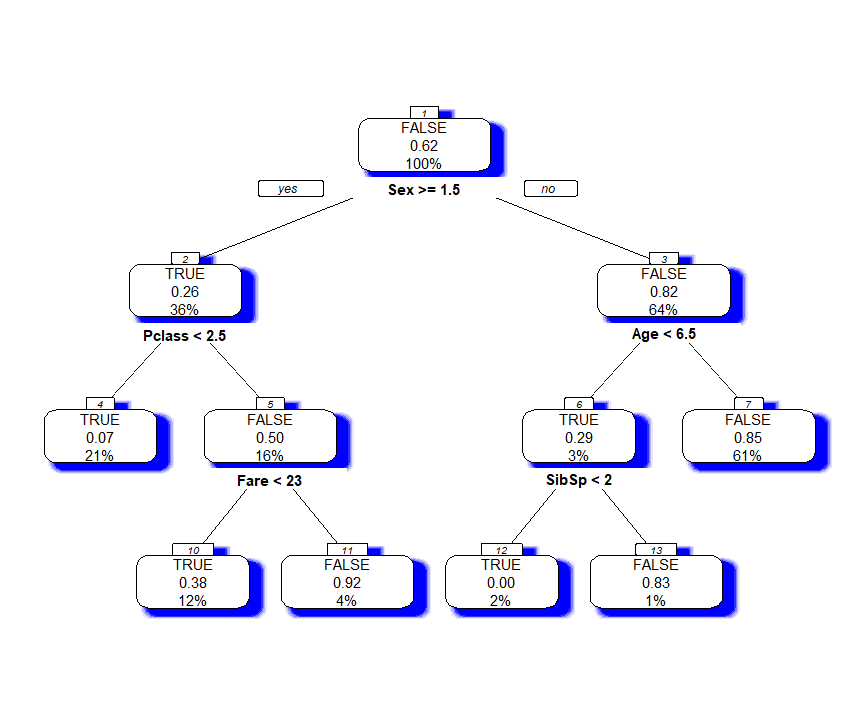 1
FALSE
0.62
100%
yes
Sex >= 1.5
no
2
TRUE
0.26
36%
Pclass < 2.5
3
FALSE
0.82
64%
Age < 6.5
4
TRUE
0.07
21%
5
FALSE
0.50
16%
Fare < 23
6
TRUE
0.29
3%
SibSp < 2
7
FALSE
0.85
61%
10
TRUE
0.38
12%
11
FALSE
0.92
4%
12
TRUE
0.00
2%
13
FALSE
0.83
1%